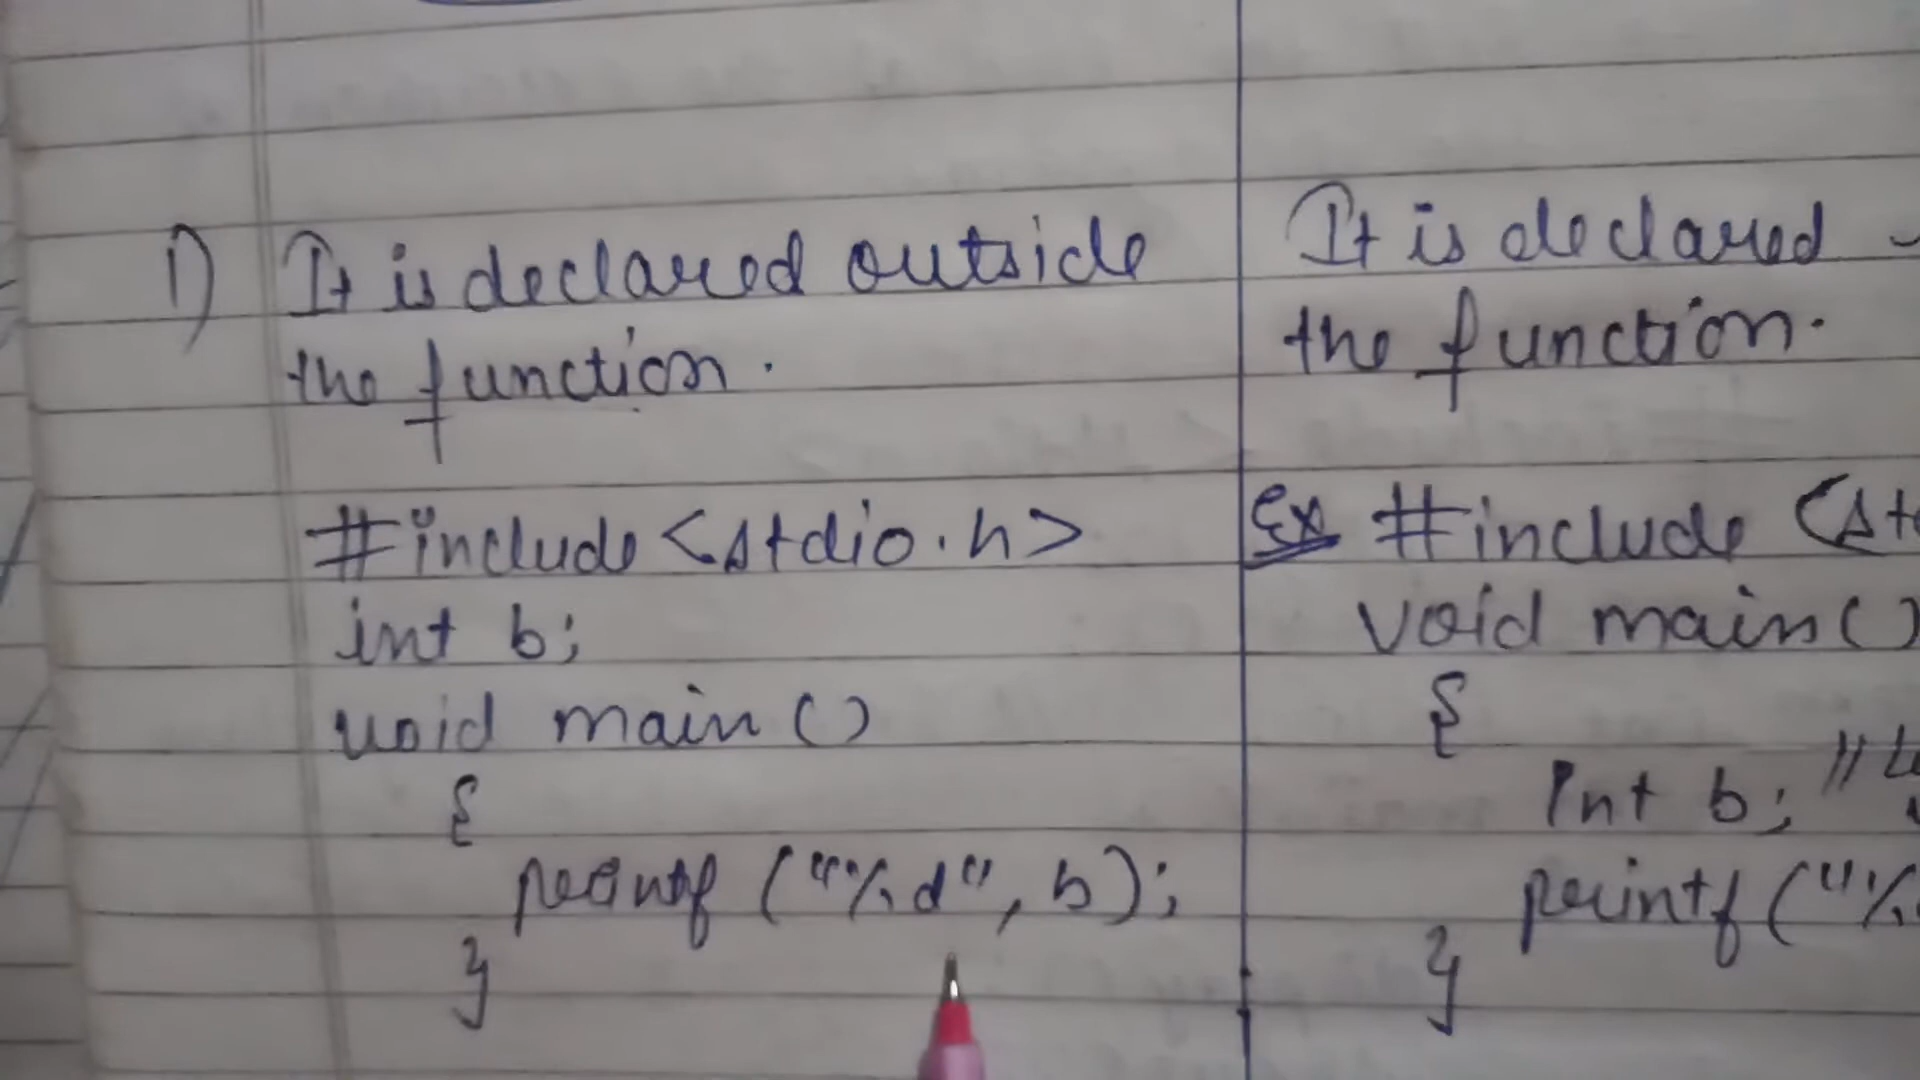 1) It is declared outside
the function.
#include <stdio.h>
int b;
void main ()
{
printf ("%d", b);
}
It is declared
the function.
Ex #include <st
void main ()
{
Int b; //
printf ("%
}